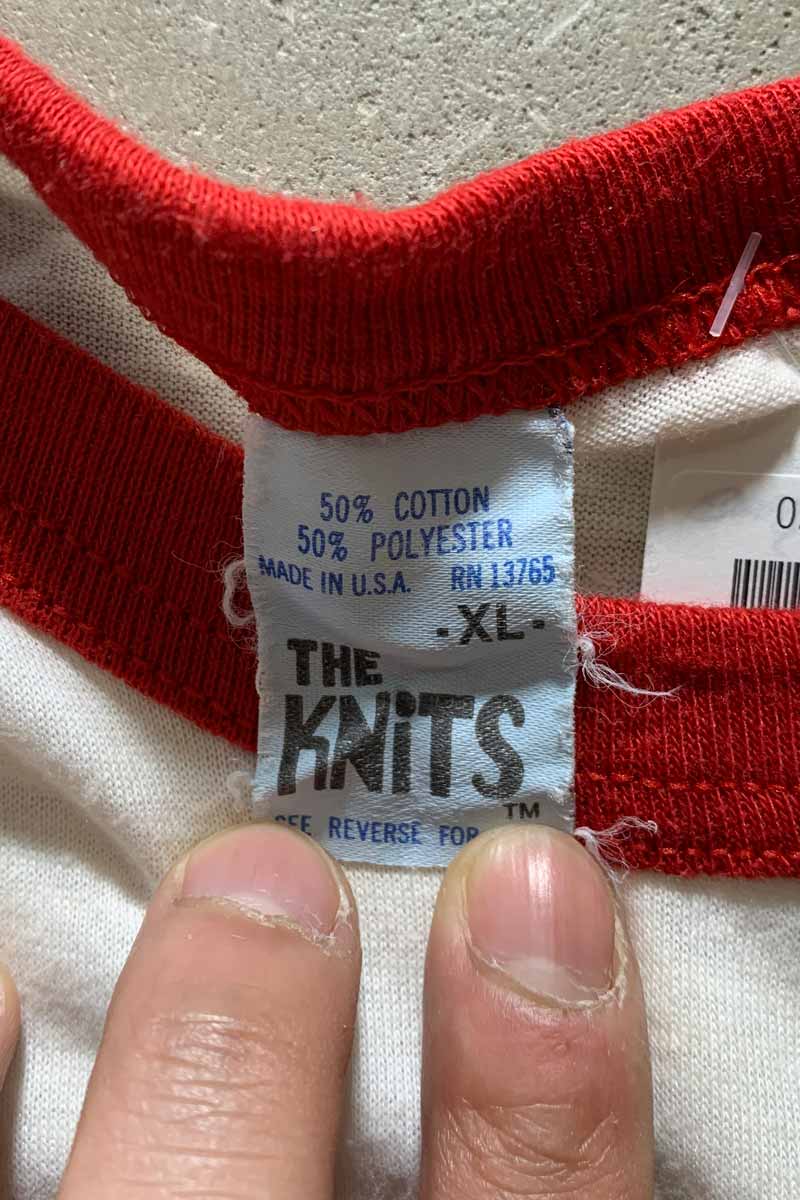 50% COTTON
50% POLYESTER
MADE IN U.S.A. RN 13765
-XL-
THE
KNiTS
TM
SEE REVERSE FOR